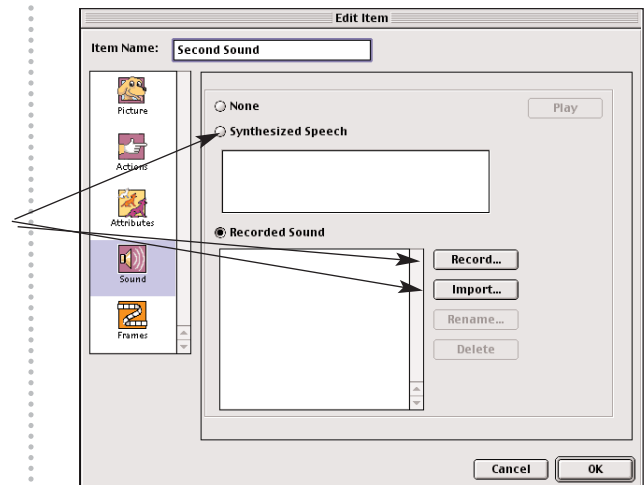 Edit Item
Item Name: Second Sound
Picture
Actions
Attributes
Sound
Frames
None
Play
Synthesized Speech
Recorded Sound
Record...
Import...
Rename...
Delete
Cancel
OK